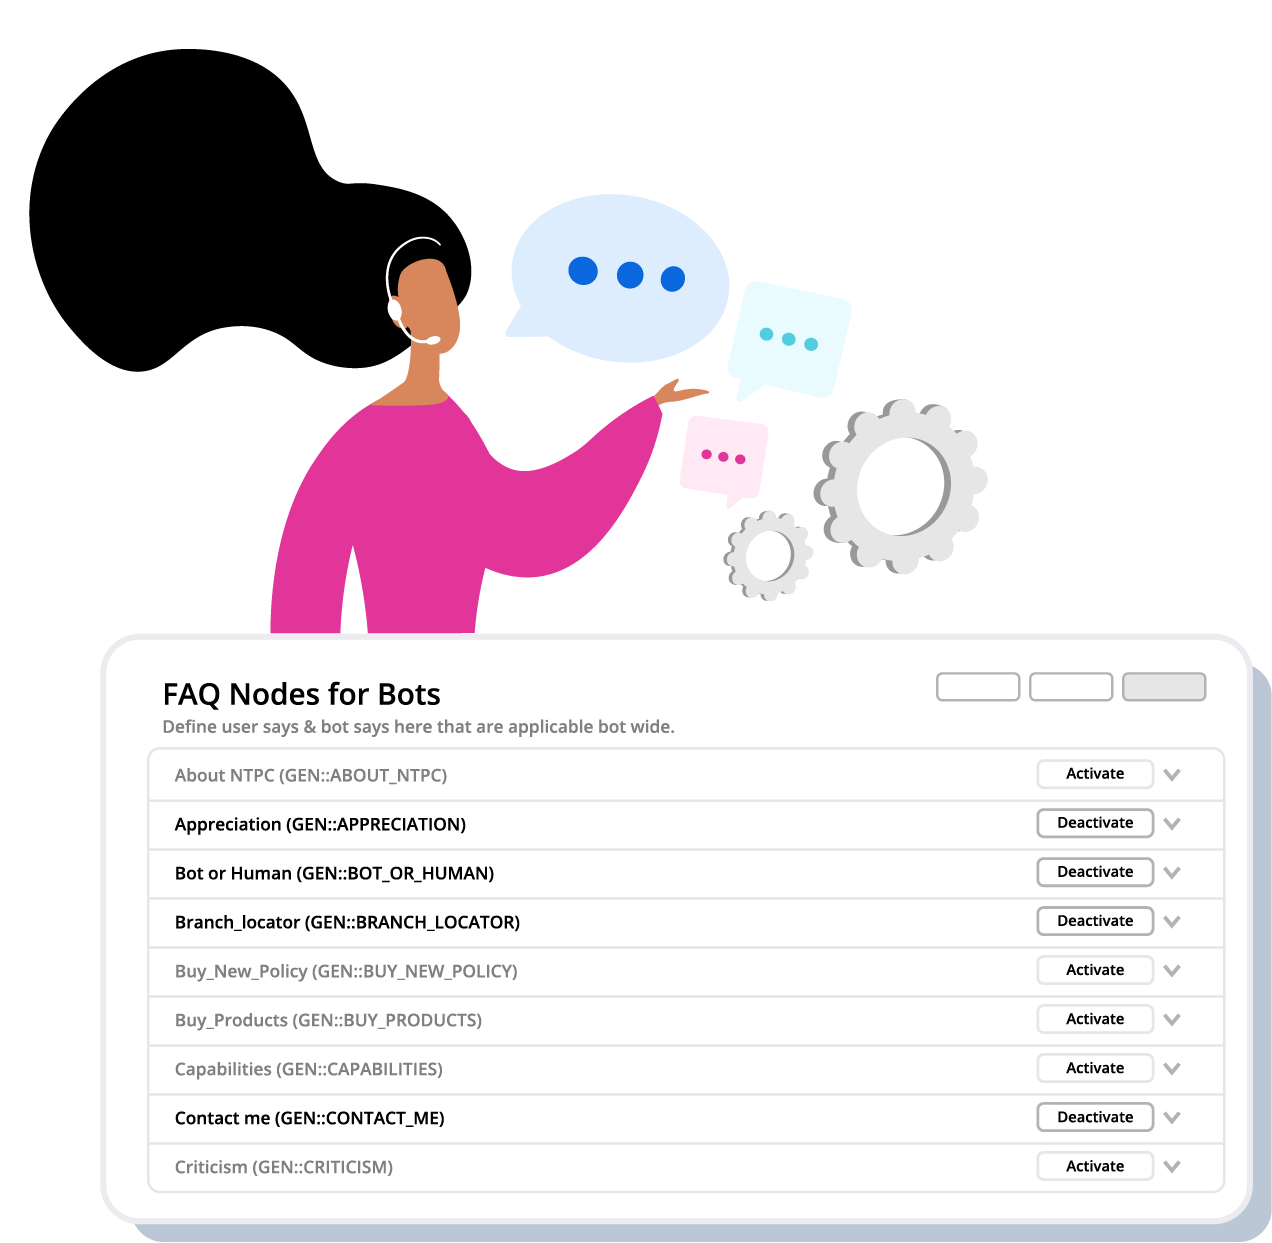 FAQ Nodes for Bots
Define user says & bot says here that are applicable bot wide.
About NTPC (GEN::ABOUT_NTPC) Activate
Appreciation (GEN::APPRECIATION) Deactivate
Bot or Human (GEN::BOT_OR_HUMAN) Deactivate
Branch_locator (GEN::BRANCH_LOCATOR) Deactivate
Buy_New_Policy (GEN::BUY_NEW_POLICY) Activate
Buy_Products (GEN::BUY_PRODUCTS) Activate
Capabilities (GEN::CAPABILITIES) Activate
Contact me (GEN::CONTACT_ME) Deactivate
Criticism (GEN::CRITICISM) Activate